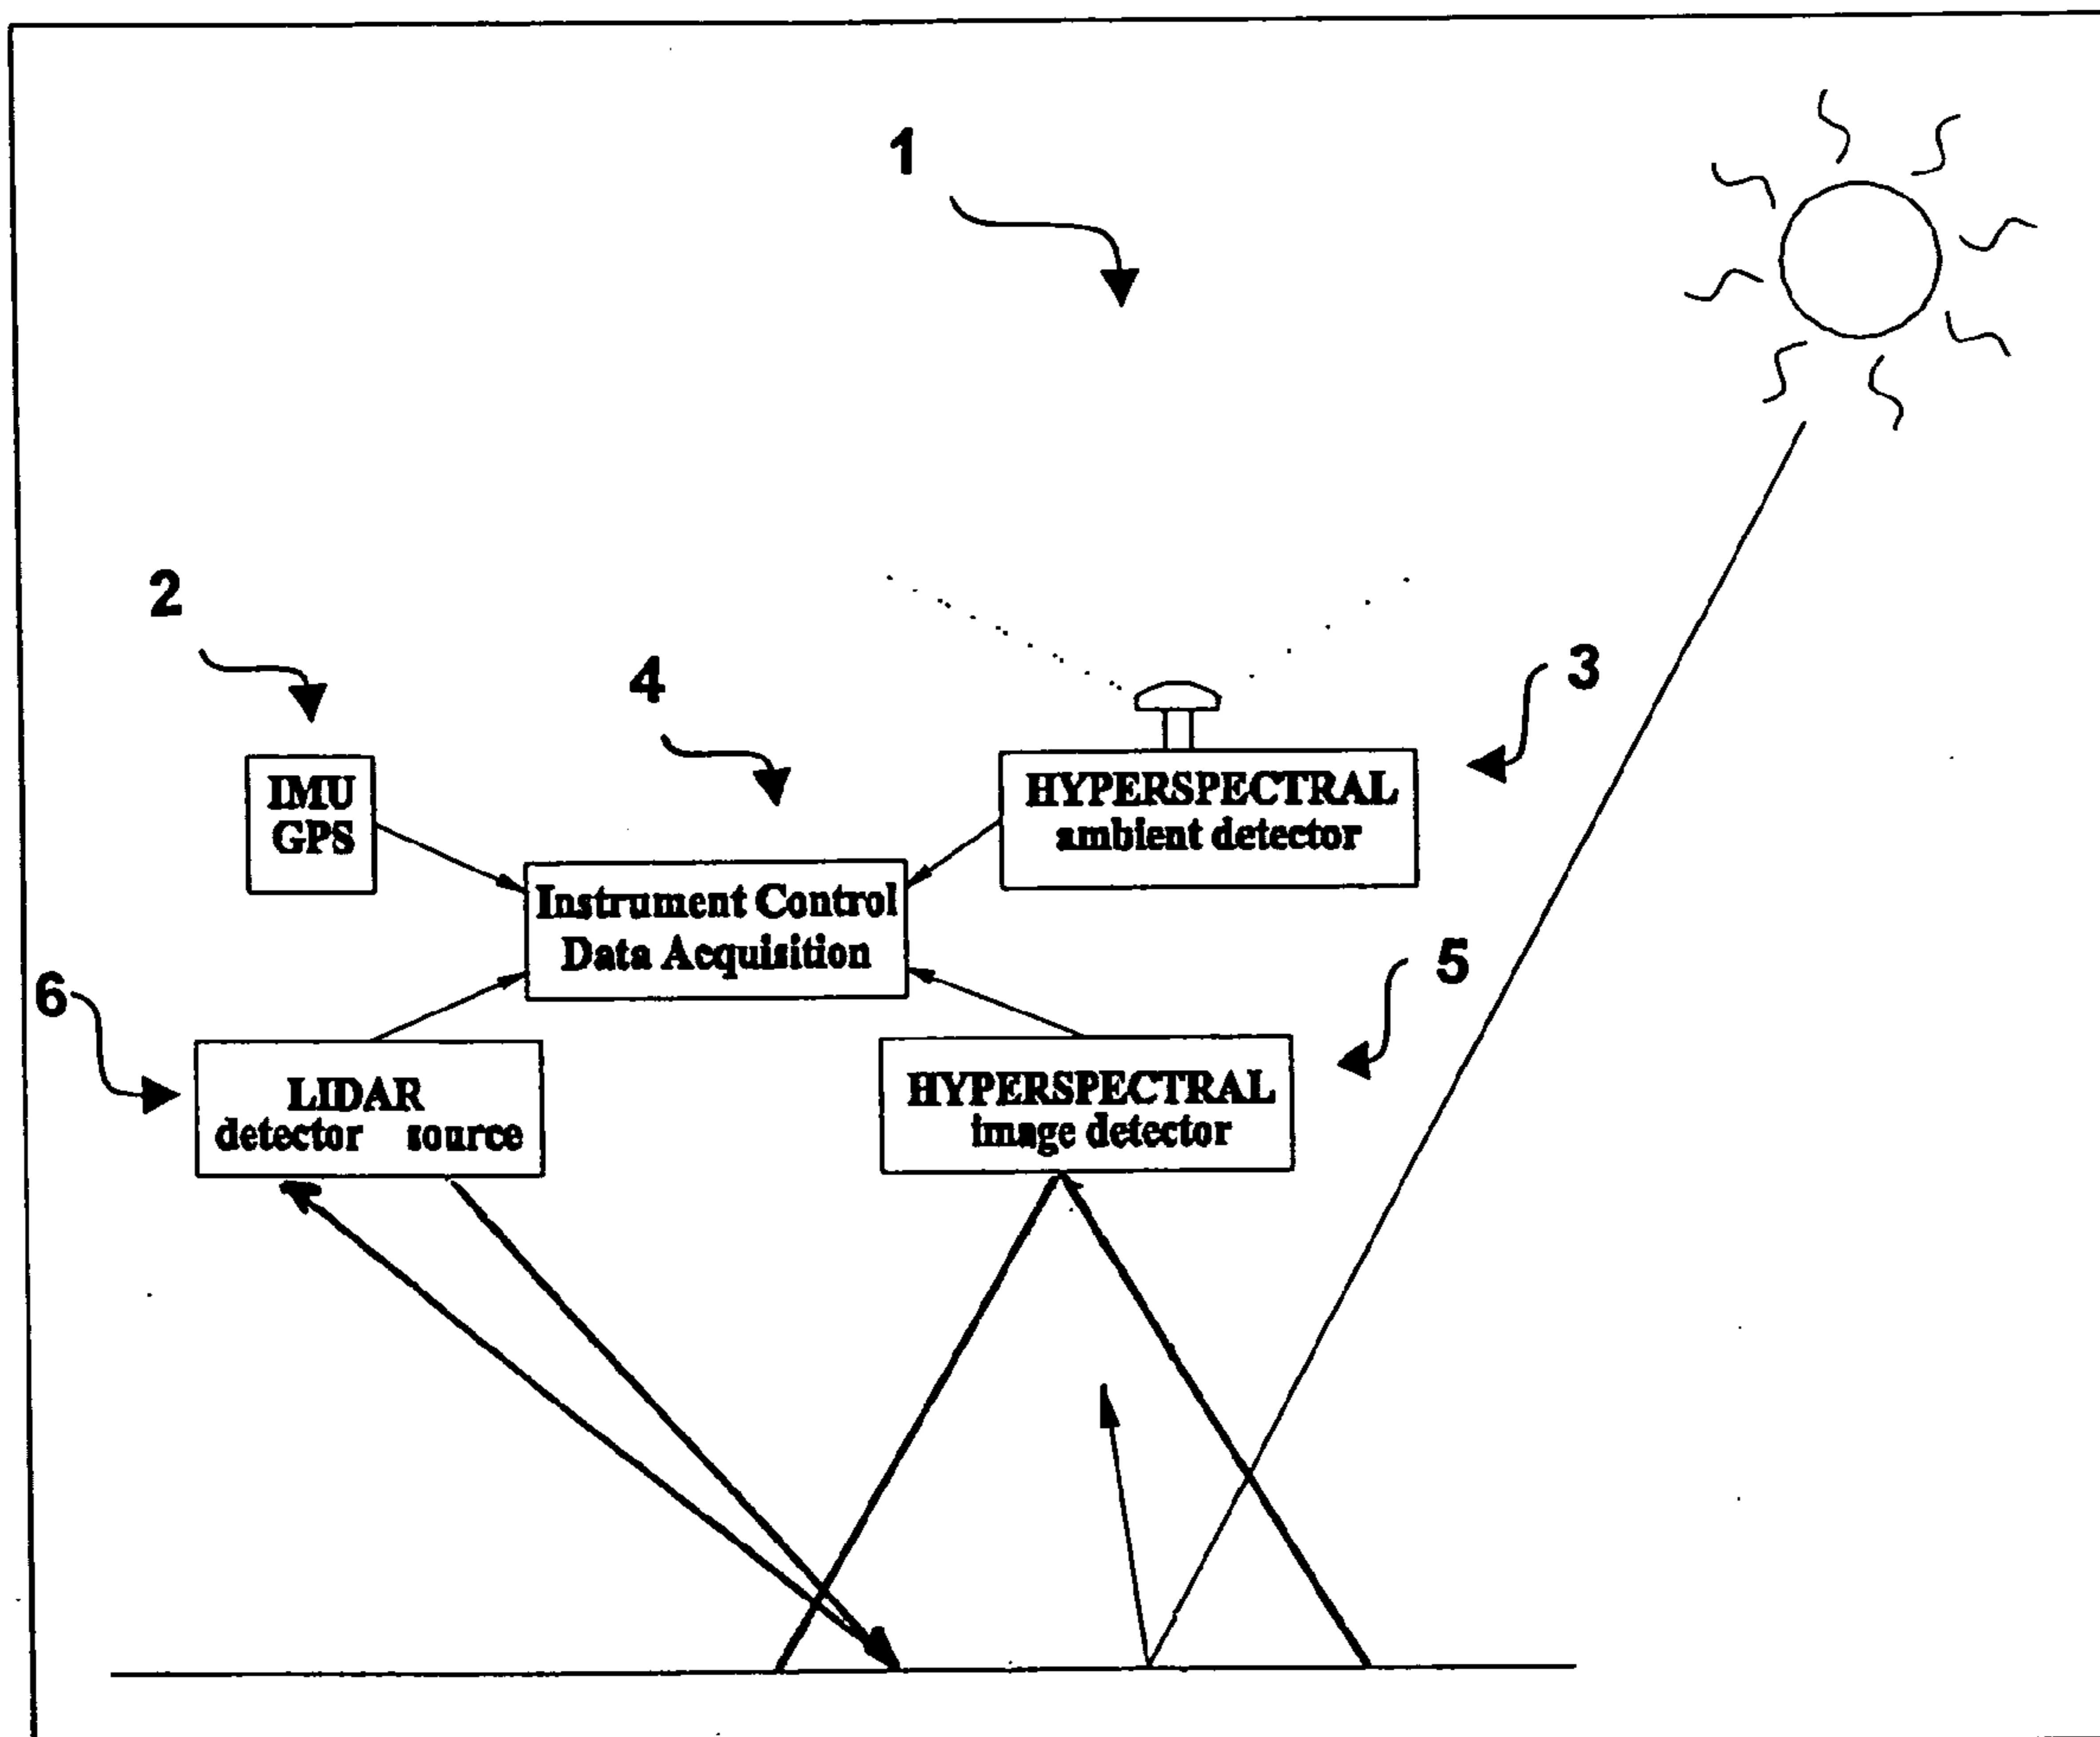 1
2
4
3
IMU
GPS
HYPERSPECTRAL
ambient detector
Instrument Control
Data Acquisition
6
5
LIDAR
detector source
HYPERSPECTRAL
image detector